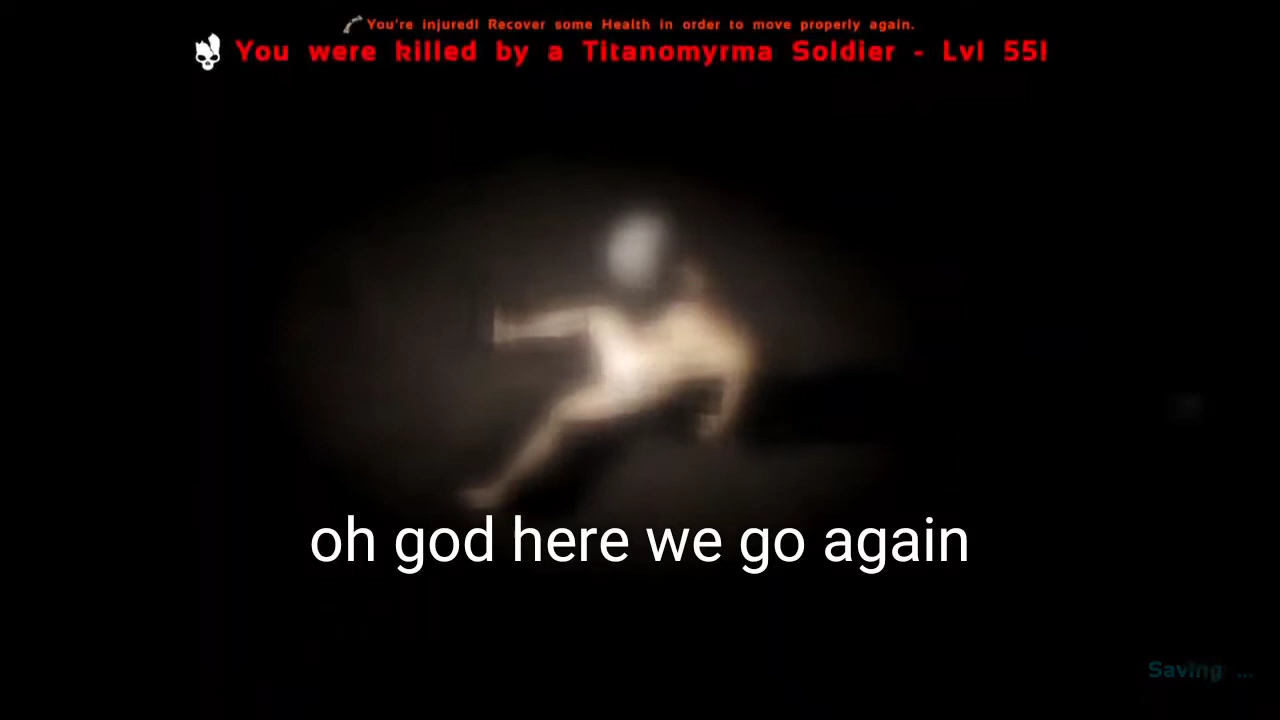 You're injured! Recover some Health in order to move properly again.
You were killed by a Titanomyrma Soldier - Lvl 55!
oh god here we go again
Saving ...